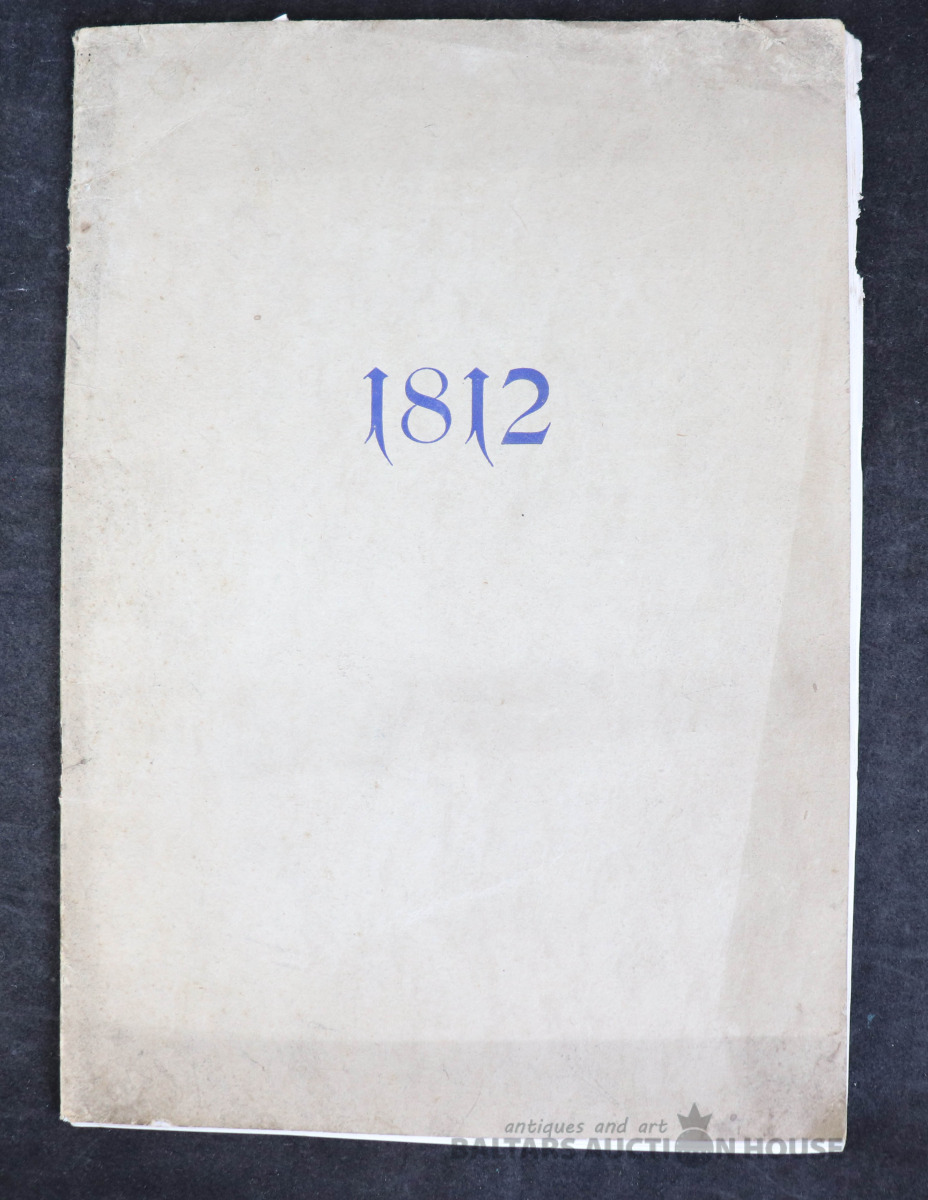 1812
antiques and art
BALTARS AUCTION HOUSE